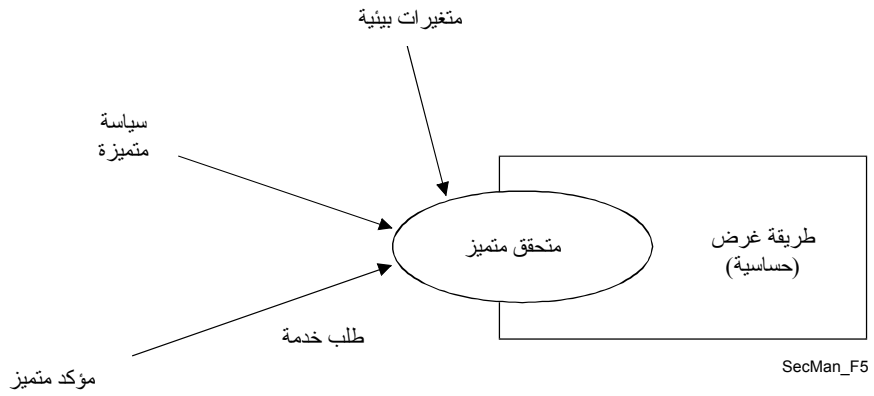 متغيرات بيئية
سياسة
متميزة
متحقق متميز
طريقة غرض
(حساسية)
طلب خدمة
مؤكد متميز
SecMan_F5